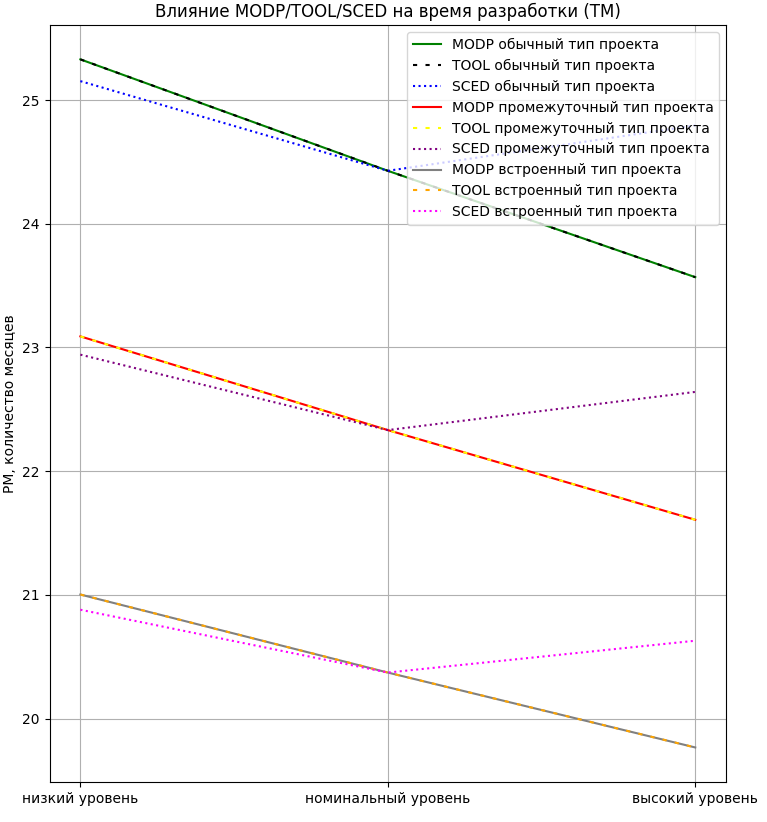 Влияние MODP/TOOL/SCED на время разработки (TM)
MODP обычный тип проекта
TOOL обычный тип проекта
SCED обычный тип проекта
MODP промежуточный тип проекта
TOOL промежуточный тип проекта
SCED промежуточный тип проекта
MODP встроенный тип проекта
TOOL встроенный тип проекта
SCED встроенный тип проекта
PM, количество месяцев
25
24
23
22
21
20
низкий уровень
номинальный уровень
высокий уровень